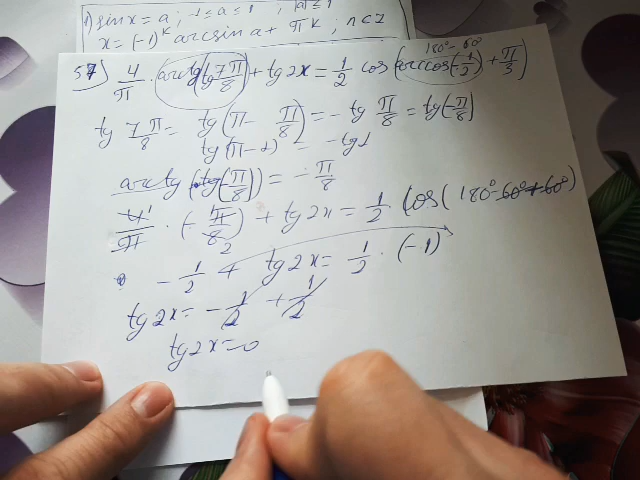 1) sin x = a ; -1 ≤ a ≤ 1 ; |a| ≤ 1
x = (-1)^k arcsin a + πk ; n ∈ Z
180°- 60°
57) 4/π · (arctg(tg 7π/8)) + tg 2x = 1/2 cos (arccos(-1/2) + π/3)
tg 7π/8 = tg(π - π/8) = - tg π/8 = tg(-π/8)
tg(π-α) = -tgα
arctg (tg(π/8)) = - π/8
4/π · (- π/8) + tg 2x = 1/2 cos( 180°-60°+60°)
- 1/2 + tg 2x = 1/2 · (-1)
tg 2x = - 1/2 + 1/2
tg 2x = 0